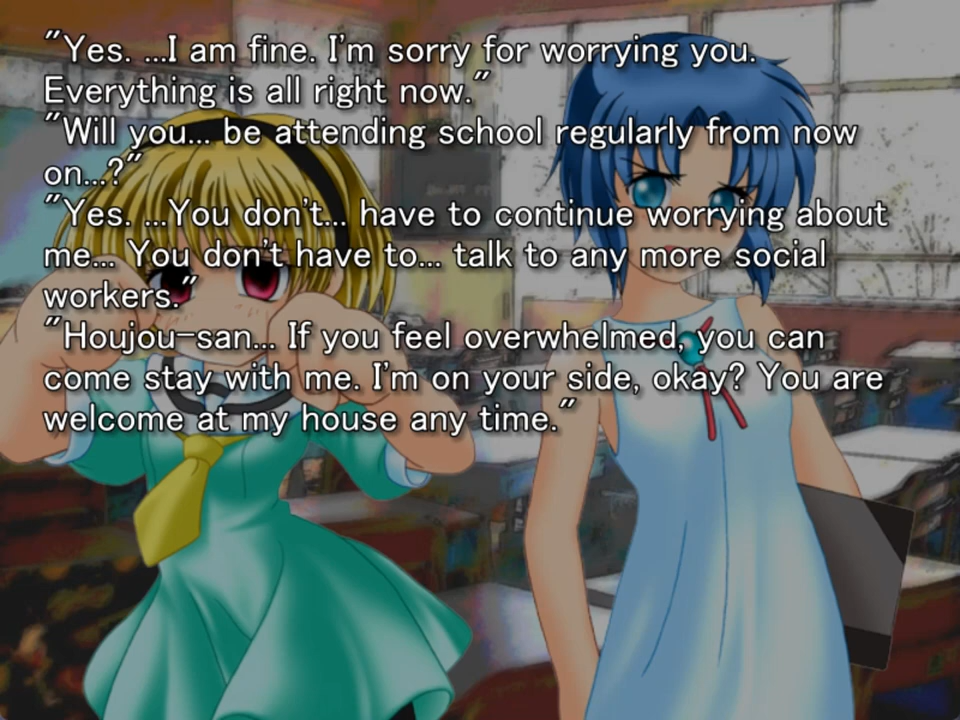 "Yes. ...I am fine. I'm sorry for worrying you.
Everything is all right now."
"Will you... be attending school regularly from now
on...?"
"Yes. ...You don't... have to continue worrying about
me... You don't have to... talk to any more social
workers."
"Houjou-san... If you feel overwhelmed, you can
come stay with me. I'm on your side, okay? You are
welcome at my house any time."